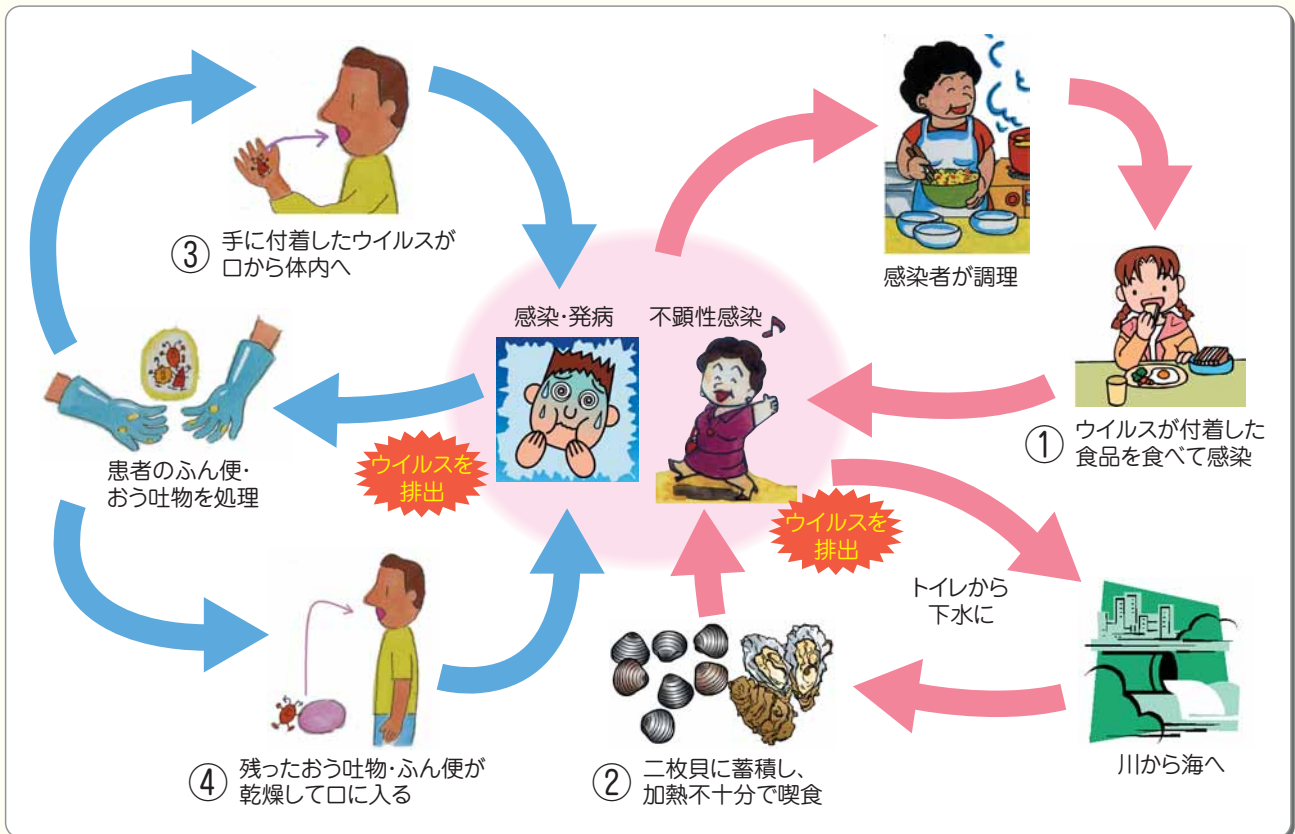 ③
手に付着したウイルスが
口から体内へ
感染者が調理
感染・発病
不顕性感染
①
ウイルスが付着した
食品を食べて感染
患者のふん便・
おう吐物を処理
ウイルスを
排出
ウイルスを
排出
トイレから
下水に
④
残ったおう吐物・ふん便が
乾燥して口に入る
②
二枚貝に蓄積し、
加熱不十分で喫食
川から海へ